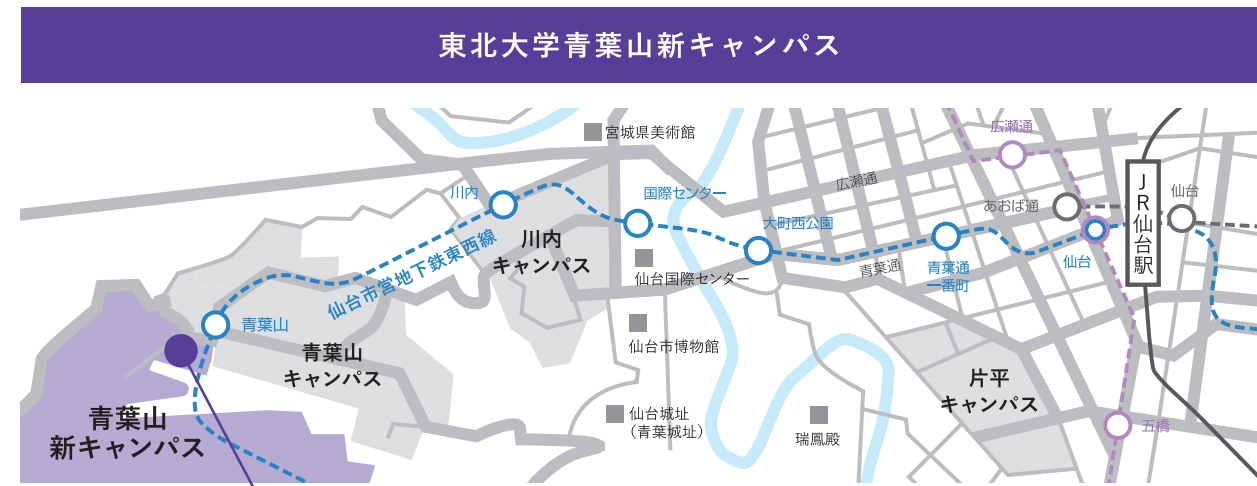 東北大学青葉山新キャンパス
宮城県美術館
広瀬通
川内
国際センター
広瀬通
仙台
あおば通
JR仙台駅
大町西公園
川内
キャンパス
仙台市営地下鉄東西線
仙台国際センター
青葉通
青葉通
一番町
仙台
青葉山
仙台市博物館
青葉山
キャンパス
片平
キャンパス
青葉山
新キャンパス
仙台城址
（青葉城址）
瑞鳳殿
五橋